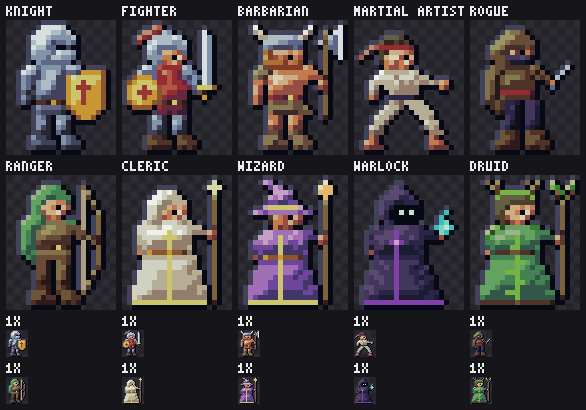 KNIGHT FIGHTER BARBARIAN MARTIAL ARTIST ROGUE
RANGER CLERIC WIZARD WARLOCK DRUID
1X 1X 1X 1X 1X
1X 1X 1X 1X 1X